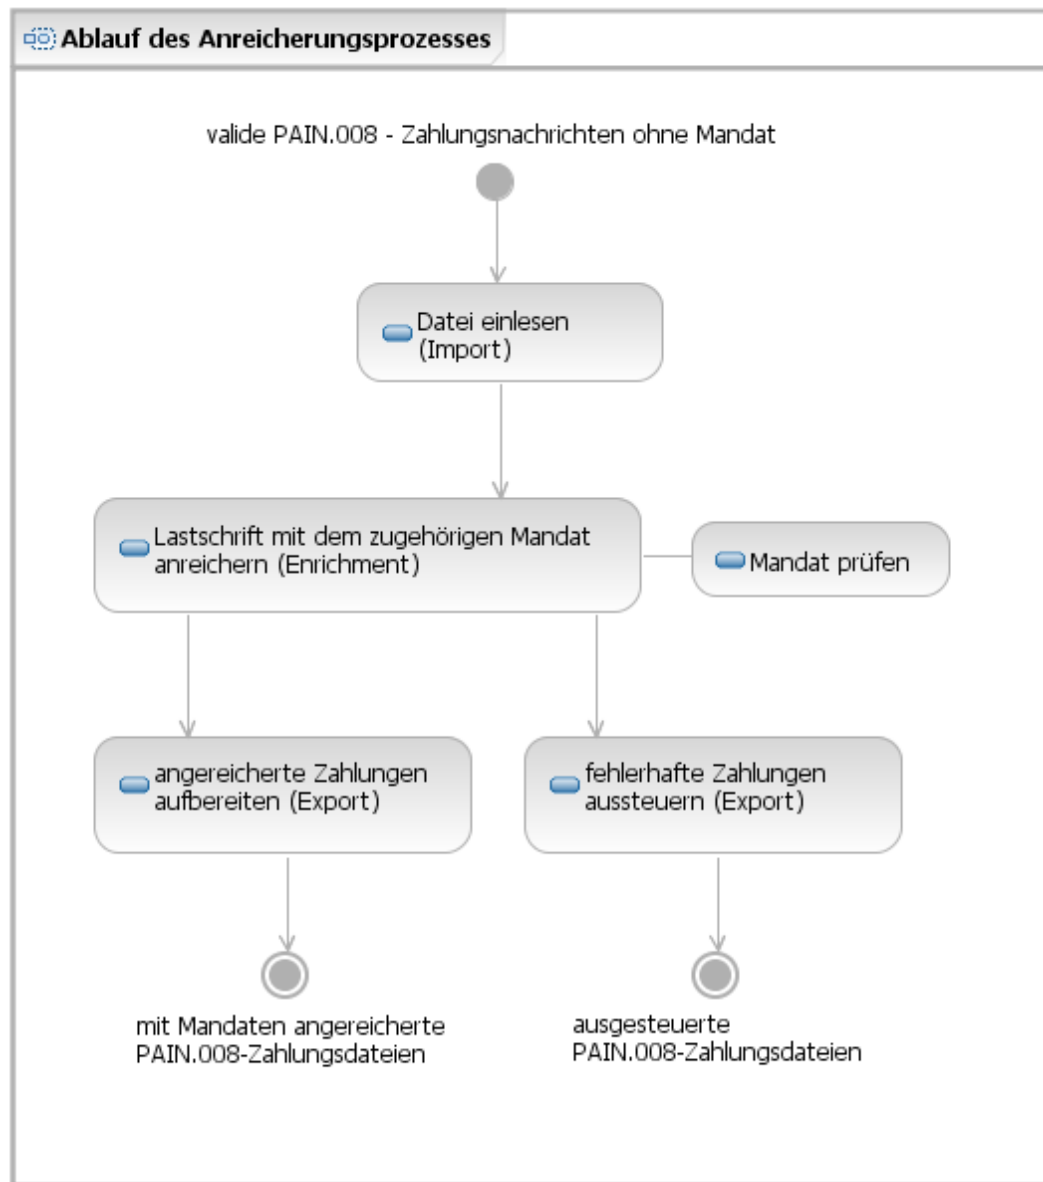 Ablauf des Anreicherungsprozesses
valide PAIN.008 - Zahlungsnachrichten ohne Mandat
Datei einlesen
(Import)
Lastschrift mit dem zugehörigen Mandat
anreichern (Enrichment)
Mandat prüfen
angereicherte Zahlungen
aufbereiten (Export)
fehlerhafte Zahlungen
aussteuern (Export)
mit Mandaten angereicherte
PAIN.008-Zahlungsdateien
ausgesteuerte
PAIN.008-Zahlungsdateien